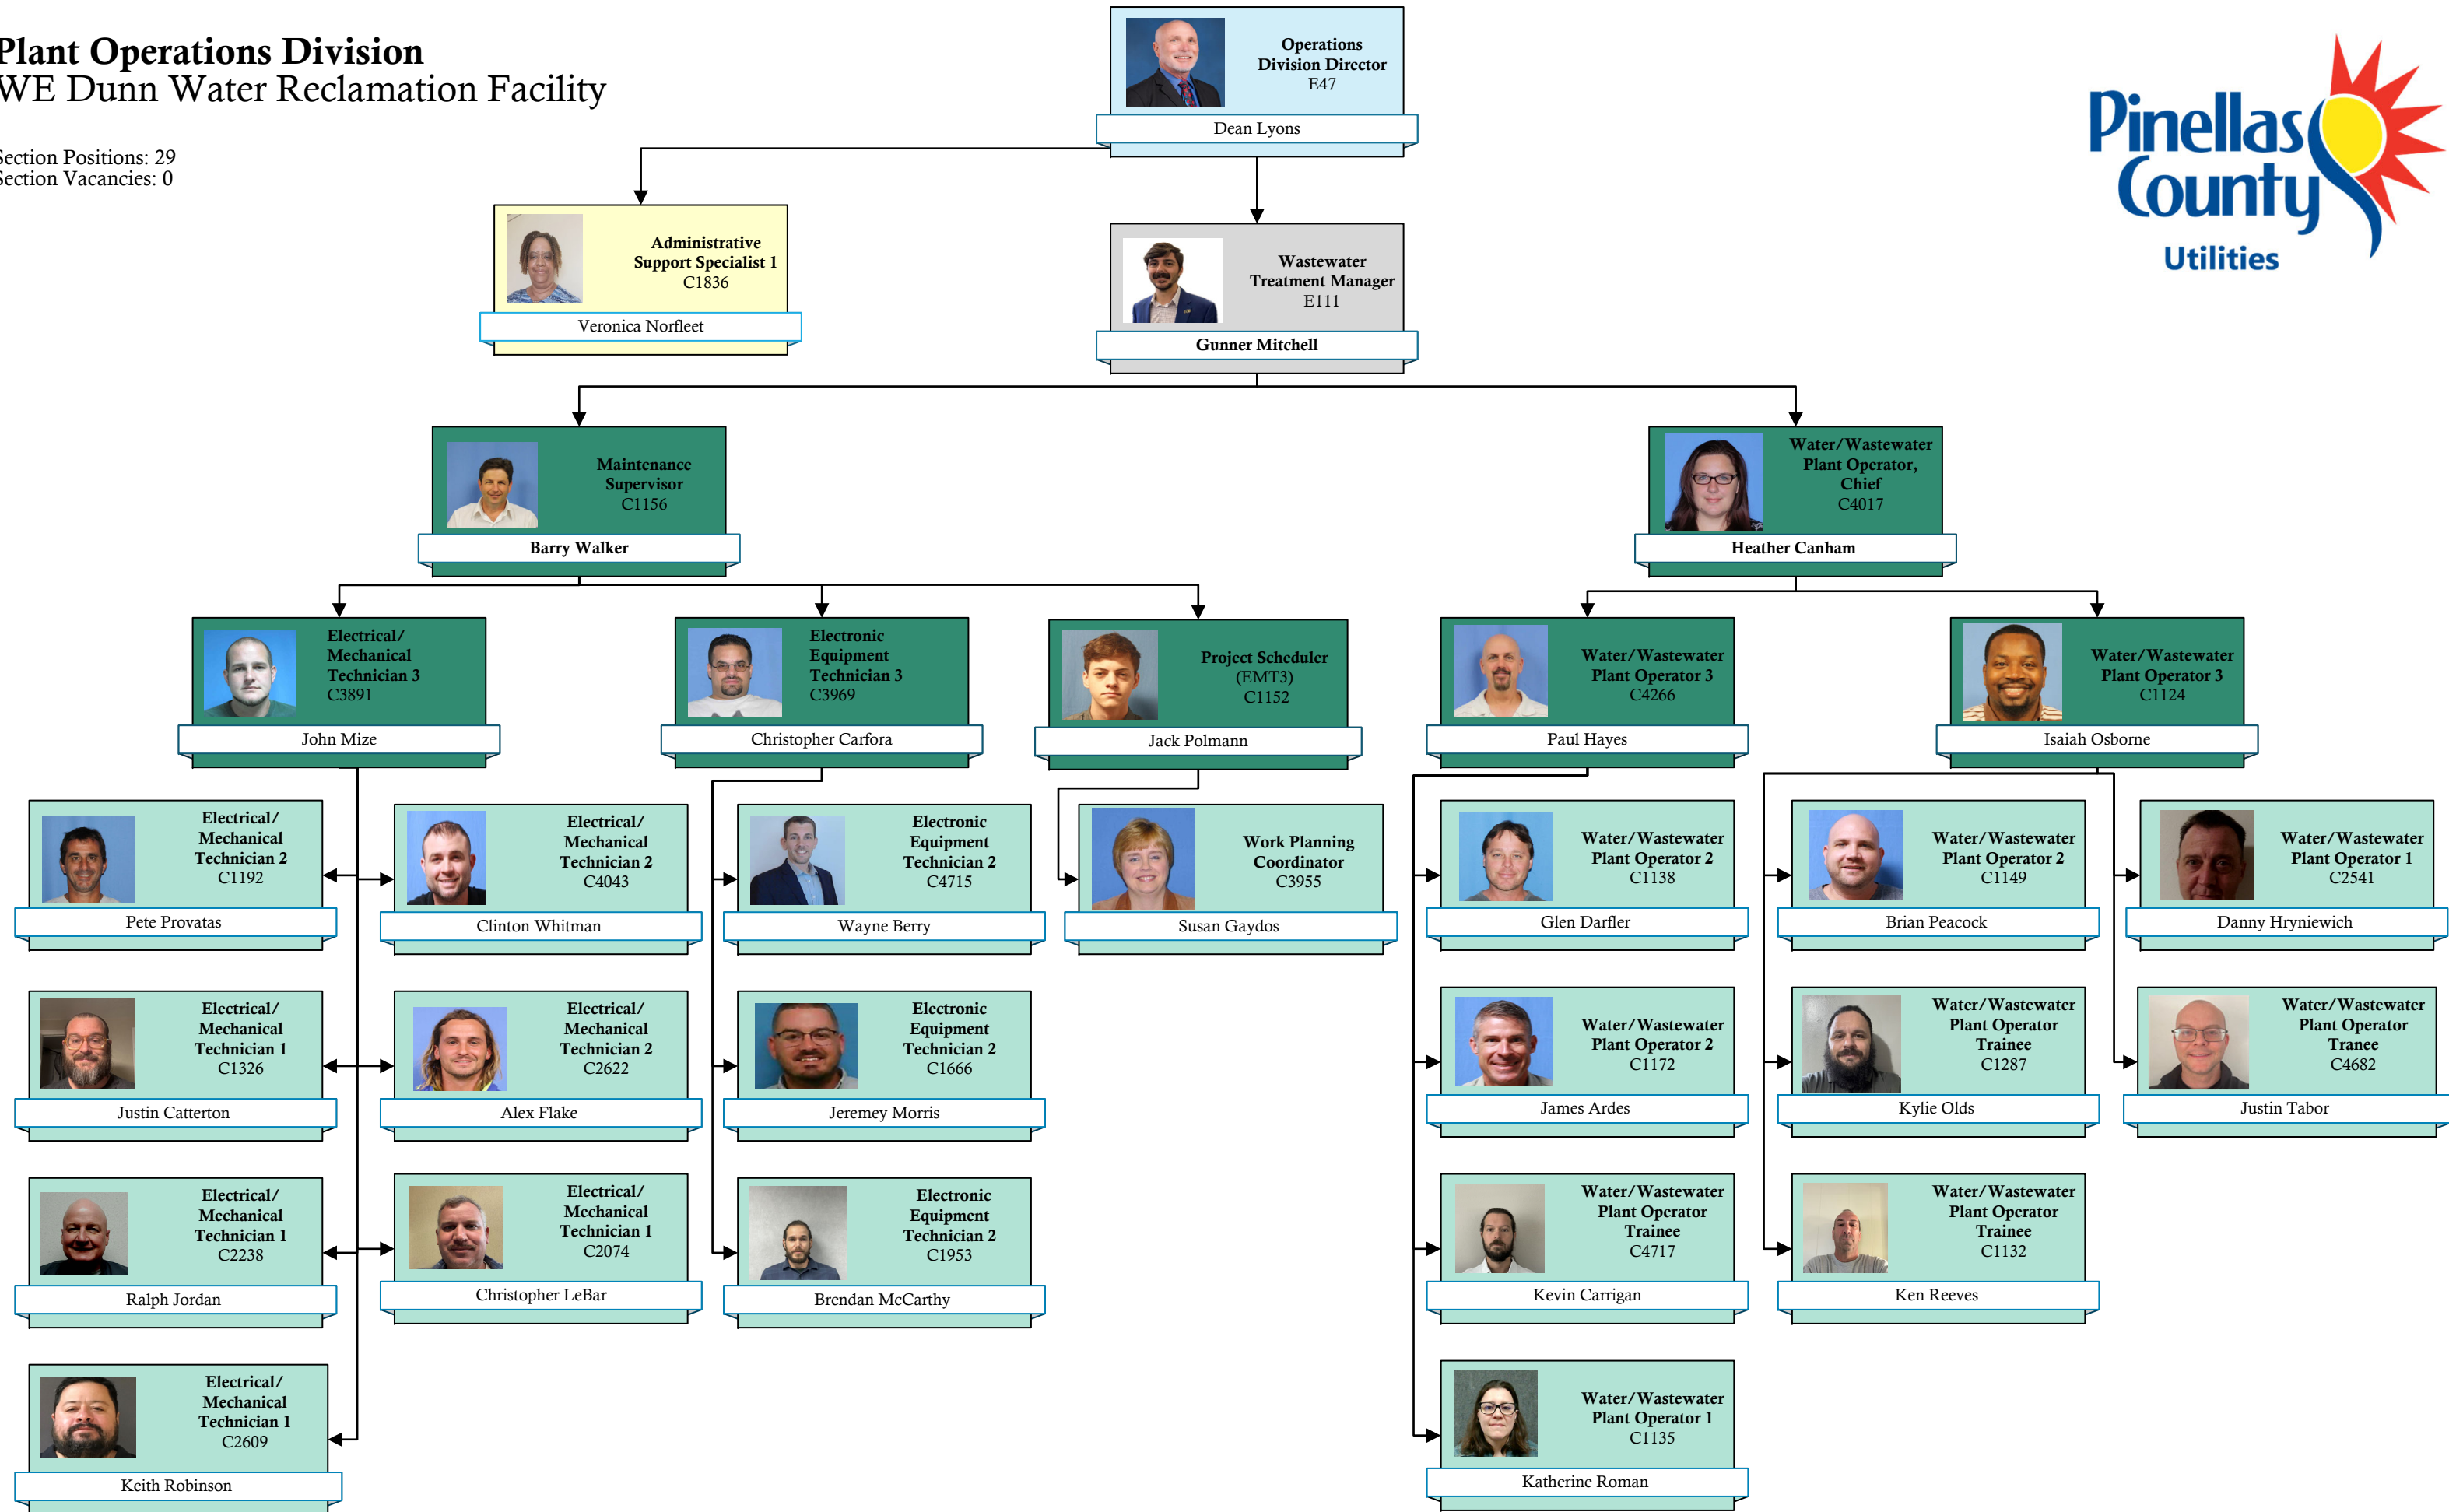 Plant Operations Division
WE Dunn Water Reclamation Facility
Section Positions: 29
Section Vacancies: 0
Pinellas
County
Utilities
Operations
Division Director
E47
Dean Lyons
Administrative
Support Specialist 1
C1836
Veronica Norfleet
Wastewater
Treatment Manager
E111
Gunner Mitchell
Maintenance
Supervisor
C1156
Barry Walker
Water/Wastewater
Plant Operator,
Chief
C4017
Heather Canham
Electrical/
Mechanical
Technician 3
C3891
John Mize
Electronic
Equipment
Technician 3
C3969
Christopher Carfora
Project Scheduler
(EMT3)
C1152
Jack Polmann
Water/Wastewater
Plant Operator 3
C4266
Paul Hayes
Water/Wastewater
Plant Operator 3
C1124
Isaiah Osborne
Electrical/
Mechanical
Technician 2
C1192
Pete Provatas
Electrical/
Mechanical
Technician 2
C4043
Clinton Whitman
Electronic
Equipment
Technician 2
C4715
Wayne Berry
Work Planning
Coordinator
C3955
Susan Gaydos
Water/Wastewater
Plant Operator 2
C1138
Glen Darfler
Water/Wastewater
Plant Operator 2
C1149
Brian Peacock
Water/Wastewater
Plant Operator 1
C2541
Danny Hryniewich
Electrical/
Mechanical
Technician 1
C1326
Justin Catterton
Electrical/
Mechanical
Technician 2
C2622
Alex Flake
Electronic
Equipment
Technician 2
C1666
Jeremey Morris
Water/Wastewater
Plant Operator 2
C1172
James Ardes
Water/Wastewater
Plant Operator
Trainee
C1287
Kylie Olds
Water/Wastewater
Plant Operator
Tranee
C4682
Justin Tabor
Electrical/
Mechanical
Technician 1
C2238
Ralph Jordan
Electrical/
Mechanical
Technician 1
C2074
Christopher LeBar
Electronic
Equipment
Technician 2
C1953
Brendan McCarthy
Water/Wastewater
Plant Operator
Trainee
C4717
Kevin Carrigan
Water/Wastewater
Plant Operator
Trainee
C1132
Ken Reeves
Electrical/
Mechanical
Technician 1
C2609
Keith Robinson
Water/Wastewater
Plant Operator 1
C1135
Katherine Roman